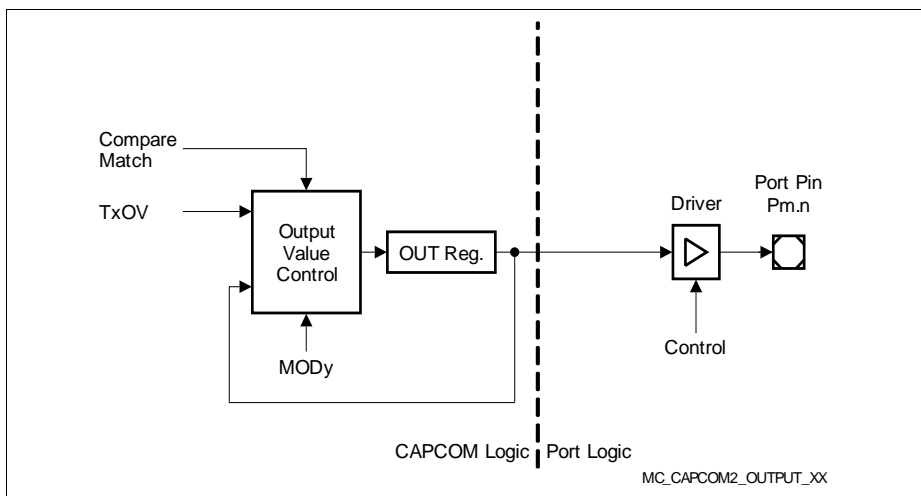 Compare
Match
TxOV
Output
Value
Control
OUT Reg.
MODy
Driver
Port Pin
Pm.n
Control
CAPCOM Logic
Port Logic
MC_CAPCOM2_OUTPUT_XX